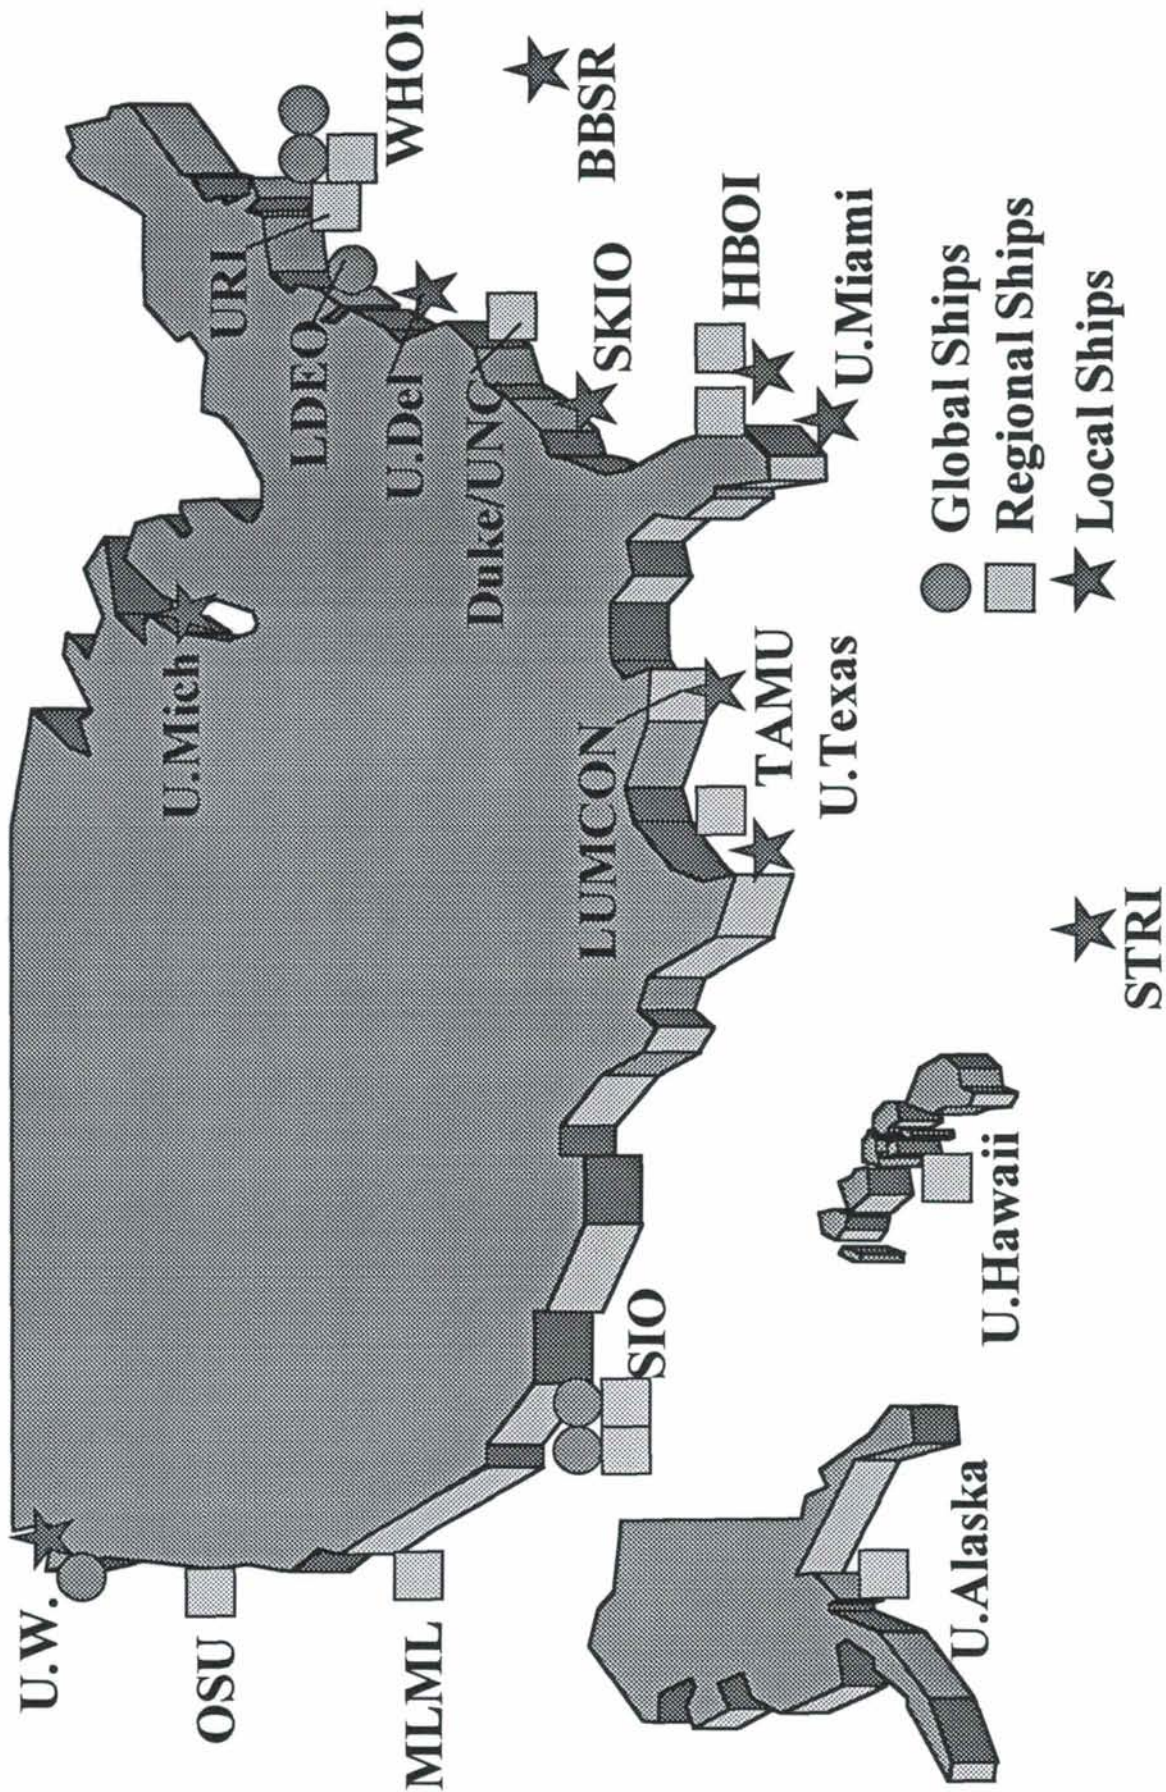 U.W.
OSU
MLML
U.Mich
URI
WHOI
LDEO
U.Del
Duke/UNC
BBSR
SKIO
SIO
LUMCON
HBOI
TAMU
U.Texas
U.Miami
U.Alaska
U.Hawaii
STRI
Global Ships
Regional Ships
Local Ships